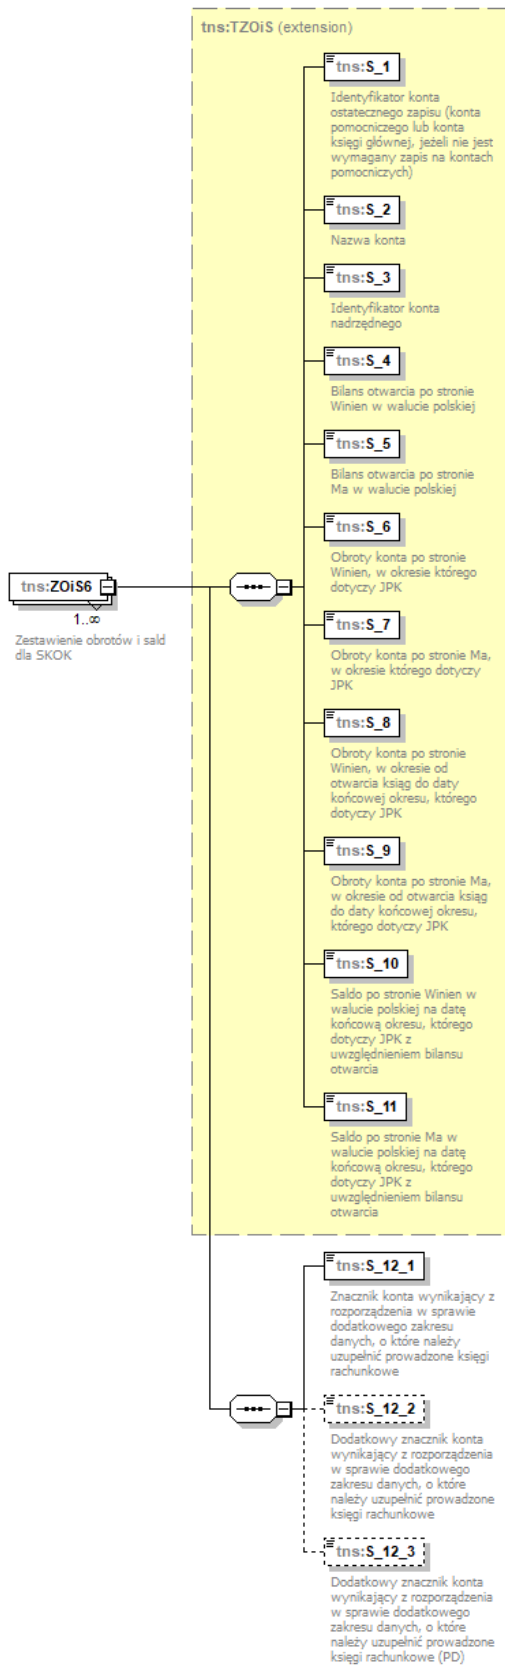 tns:TZOiS (extension)
tns:S_1
Identyfikator konta
ostatecznego zapisu (konta
pomocniczego lub konta
księgi głównej, jeżeli nie jest
wymagany zapis na kontach
pomocniczych)
tns:S_2
Nazwa konta
tns:S_3
Identyfikator konta
nadrzędnego
tns:S_4
Bilans otwarcia po stronie
Winien w walucie polskiej
tns:S_5
Bilans otwarcia po stronie
Ma w walucie polskiej
tns:S_6
Obroty konta po stronie
Winien, w okresie którego
dotyczy JPK
tns:ZOiS6
1..∞
Zestawienie obrotów i sald
dla SKOK
tns:S_7
Obroty konta po stronie Ma,
w okresie którego dotyczy
JPK
tns:S_8
Obroty konta po stronie
Winien, w okresie od
otwarcia ksiąg do daty
końcowej okresu, którego
dotyczy JPK
tns:S_9
Obroty konta po stronie Ma,
w okresie od otwarcia ksiąg
do daty końcowej okresu,
którego dotyczy JPK
tns:S_10
Saldo po stronie Winien w
walucie polskiej na datę
końcową okresu, którego
dotyczy JPK z
uwzględnieniem bilansu
otwarcia
tns:S_11
Saldo po stronie Ma w
walucie polskiej na datę
końcową okresu, którego
dotyczy JPK z
uwzględnieniem bilansu
otwarcia
tns:S_12_1
Znacznik konta wynikający z
rozporządzenia w sprawie
dodatkowego zakresu
danych, o które należy
uzupełnić prowadzone księgi
rachunkowe
tns:S_12_2
Dodatkowy znacznik konta
wynikający z rozporządzenia
w sprawie dodatkowego
zakresu danych, o które
należy uzupełnić prowadzone
księgi rachunkowe
tns:S_12_3
Dodatkowy znacznik konta
wynikający z rozporządzenia
w sprawie dodatkowego
zakresu danych, o które
należy uzupełnić prowadzone
księgi rachunkowe (PD)